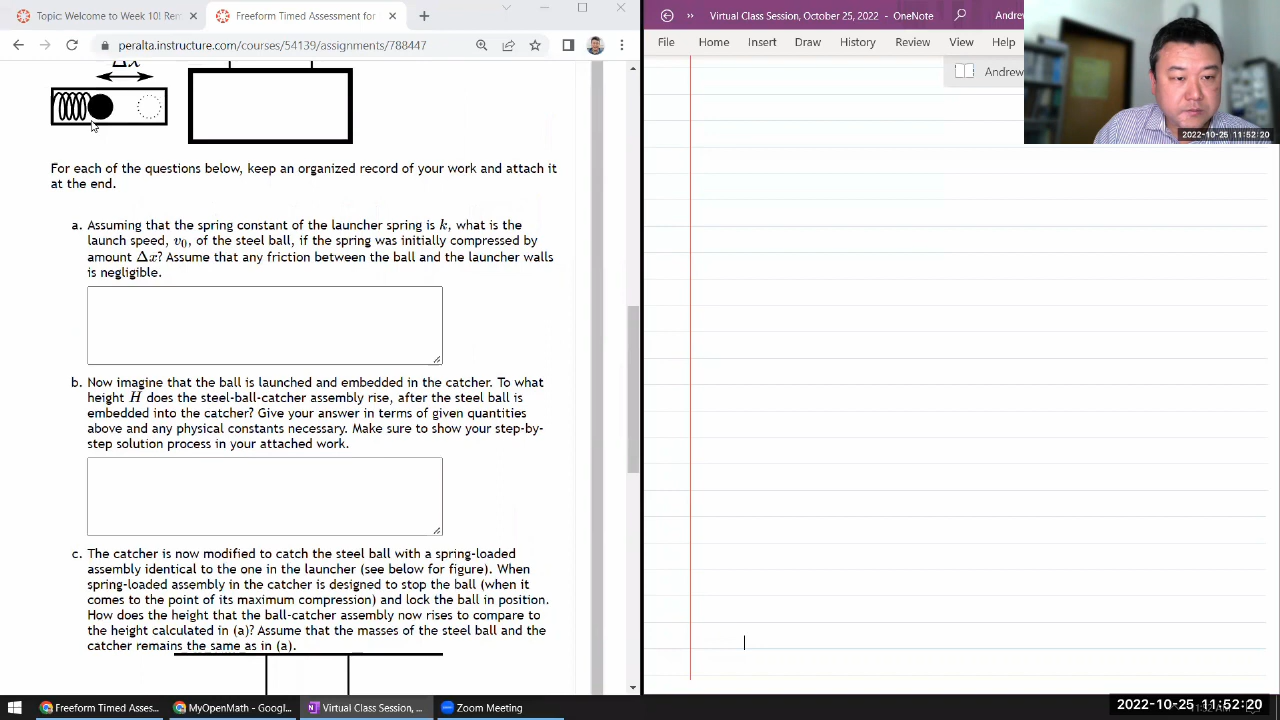 Topic: Welcome to Week 10! Rem
Freeform Timed Assessment for
peralta.instructure.com/courses/54139/assignments/788447
Δx
For each of the questions below, keep an organized record of your work and attach it
at the end.
a. Assuming that the spring constant of the launcher spring is k, what is the
launch speed, v0, of the steel ball, if the spring was initially compressed by
amount Δx? Assume that any friction between the ball and the launcher walls
is negligible.
b. Now imagine that the ball is launched and embedded in the catcher. To what
height H does the steel-ball-catcher assembly rise, after the steel ball is
embedded into the catcher? Give your answer in terms of given quantities
above and any physical constants necessary. Make sure to show your step-by-
step solution process in your attached work.
c. The catcher is now modified to catch the steel ball with a spring-loaded
assembly identical to the one in the launcher (see below for figure). When
spring-loaded assembly in the catcher is designed to stop the ball (when it
comes to the point of its maximum compression) and lock the ball in position.
How does the height that the ball-catcher assembly now rises to compare to
the height calculated in (a)? Assume that the masses of the steel ball and the
catcher remains the same as in (a).
Virtual Class Session, October 25, 2022 - OneNote
Andrew
File Home Insert Draw History Review View Help
Andrew
2022-10-25 11:52:20
Freeform Timed Asses...
MyOpenMath - Googl...
Virtual Class Session, ...
Zoom Meeting
2022-10-25 11:52:20